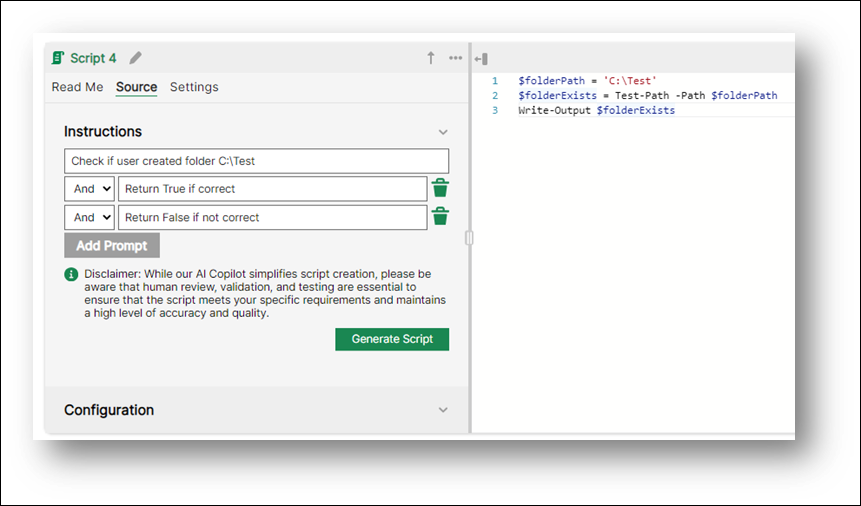 Script 4
Read Me Source Settings
Instructions
Check if user created folder C:\Test
And Return True if correct
And Return False if not correct
Add Prompt
Disclaimer: While our AI Copilot simplifies script creation, please be
aware that human review, validation, and testing are essential to
ensure that the script meets your specific requirements and maintains
a high level of accuracy and quality.
Generate Script
Configuration
1 $folderPath = 'C:\Test'
2 $folderExists = Test-Path -Path $folderPath
3 Write-Output $folderExists